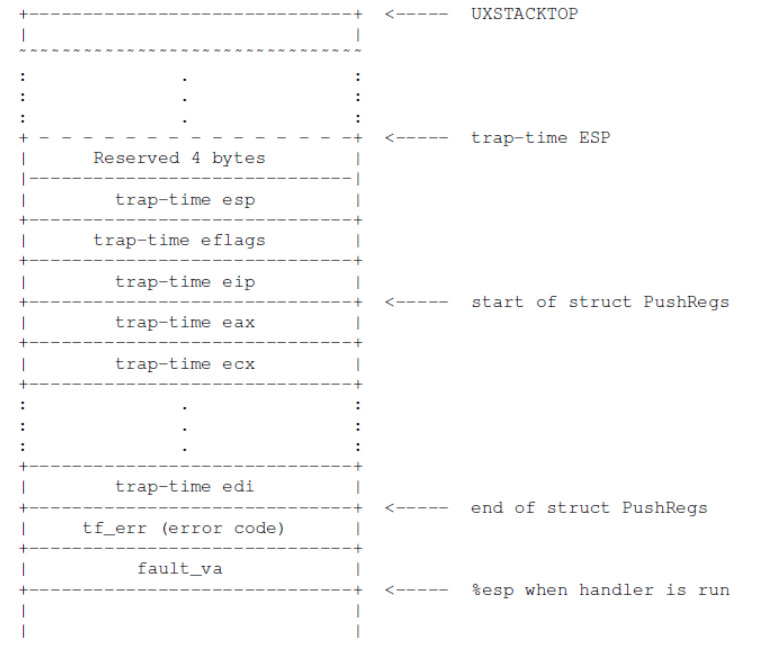 +------------------------------+ <----- UXSTACKTOP
| |
~~~~~~~~~~~~~~~~~~~~~~~~~~~~~~~~
: . :
: . :
: . :
+ - - - - - - - - - - - - - - -+ <----- trap-time ESP
| Reserved 4 bytes |
|------------------------------|
| trap-time esp |
+------------------------------+
| trap-time eflags |
+------------------------------+
| trap-time eip |
+------------------------------+ <----- start of struct PushRegs
| trap-time eax |
+------------------------------+
| trap-time ecx |
+------------------------------+
: . :
: . :
: . :
+------------------------------+
| trap-time edi |
+------------------------------+ <----- end of struct PushRegs
| tf_err (error code) |
+------------------------------+
| fault_va |
+------------------------------+ <----- %esp when handler is run
| |
| |